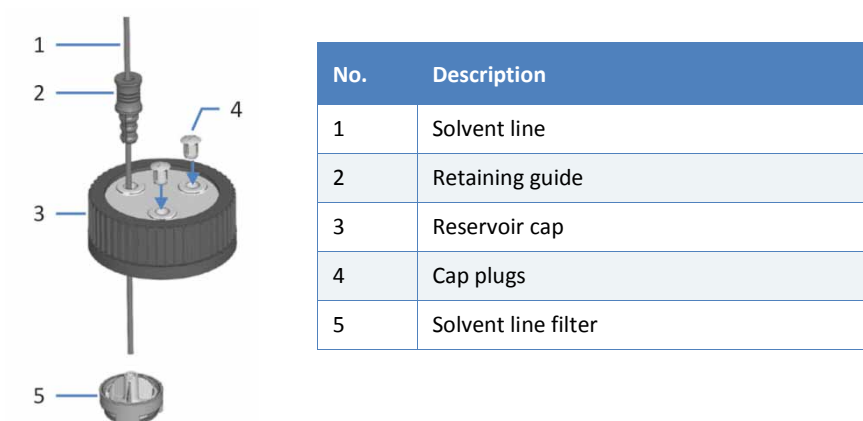 1
2
4
3
5
No. Description
1 Solvent line
2 Retaining guide
3 Reservoir cap
4 Cap plugs
5 Solvent line filter